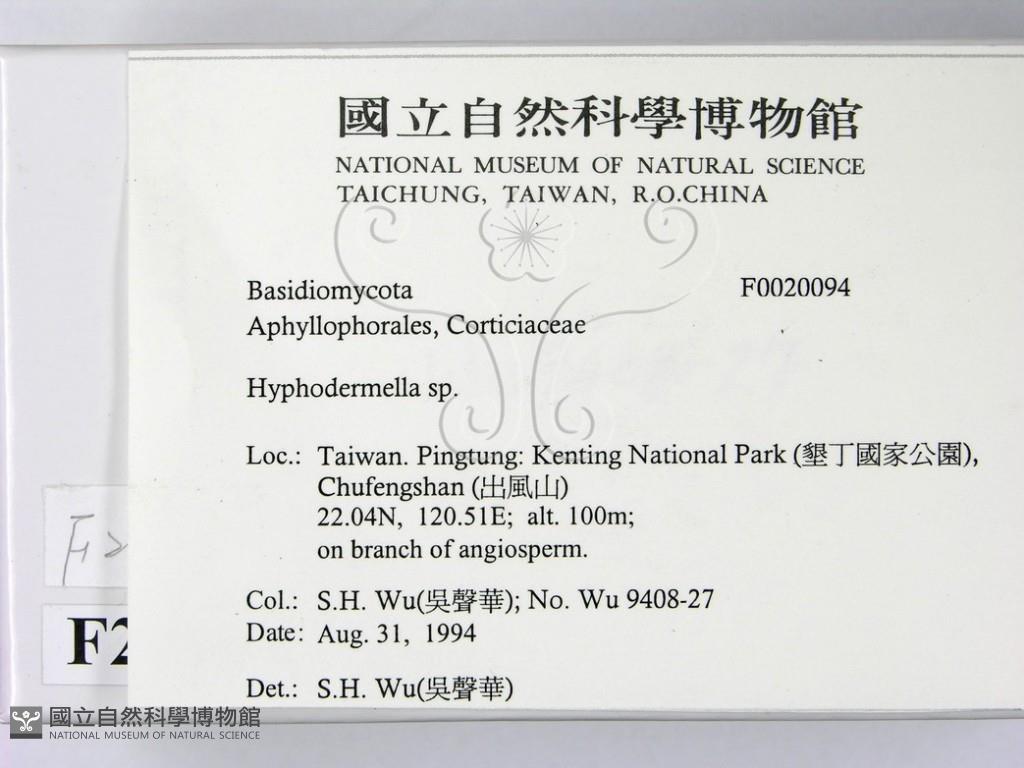 國立自然科學博物館
NATIONAL MUSEUM OF NATURAL SCIENCE
TAICHUNG, TAIWAN, R.O.CHINA
Basidiomycota F0020094
Aphyllophorales, Corticiaceae
Hyphodermella sp.
Loc.: Taiwan. Pingtung: Kenting National Park (墾丁國家公園),
Chufengshan (出風山)
22.04N, 120.51E; alt. 100m;
on branch of angiosperm.
Col.: S.H. Wu(吳聲華); No. Wu 9408-27
Date: Aug. 31, 1994
Det.: S.H. Wu(吳聲華)
F2
國立自然科學博物館
NATIONAL MUSEUM OF NATURAL SCIENCE